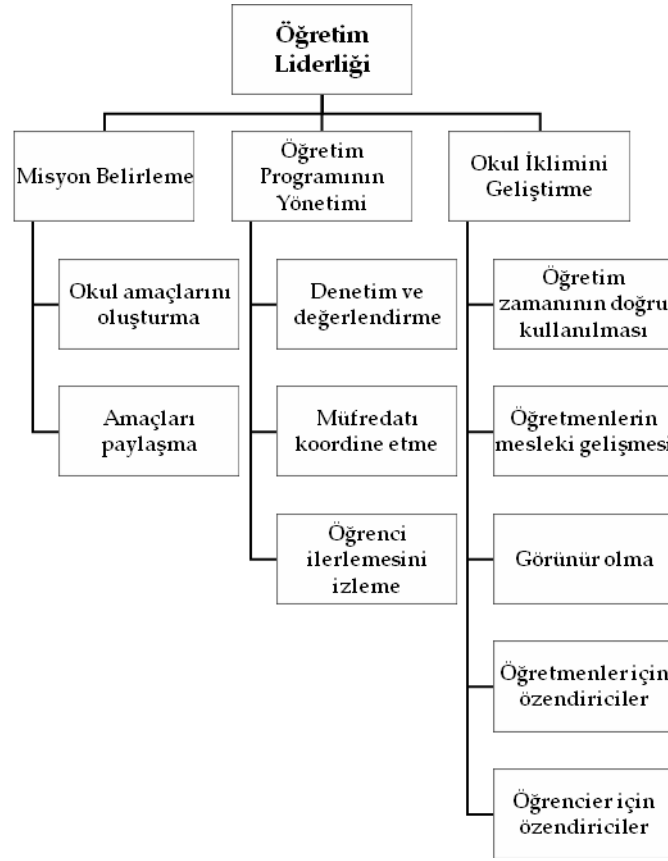 Öğretim
Liderliği
Misyon Belirleme
Öğretim
Programının
Yönetimi
Okul İklimini
Geliştirme
Okul amaçlarını
oluşturma
Amaçları
paylaşma
Denetim ve
değerlendirme
Müfredatı
koordine etme
Öğrenci
ilerlemesini
izleme
Öğretim
zamanının doğru
kullanılması
Öğretmenlerin
mesleki gelişmesi
Görünür olma
Öğretmenler için
özendiriciler
Öğrencier için
özendiriciler